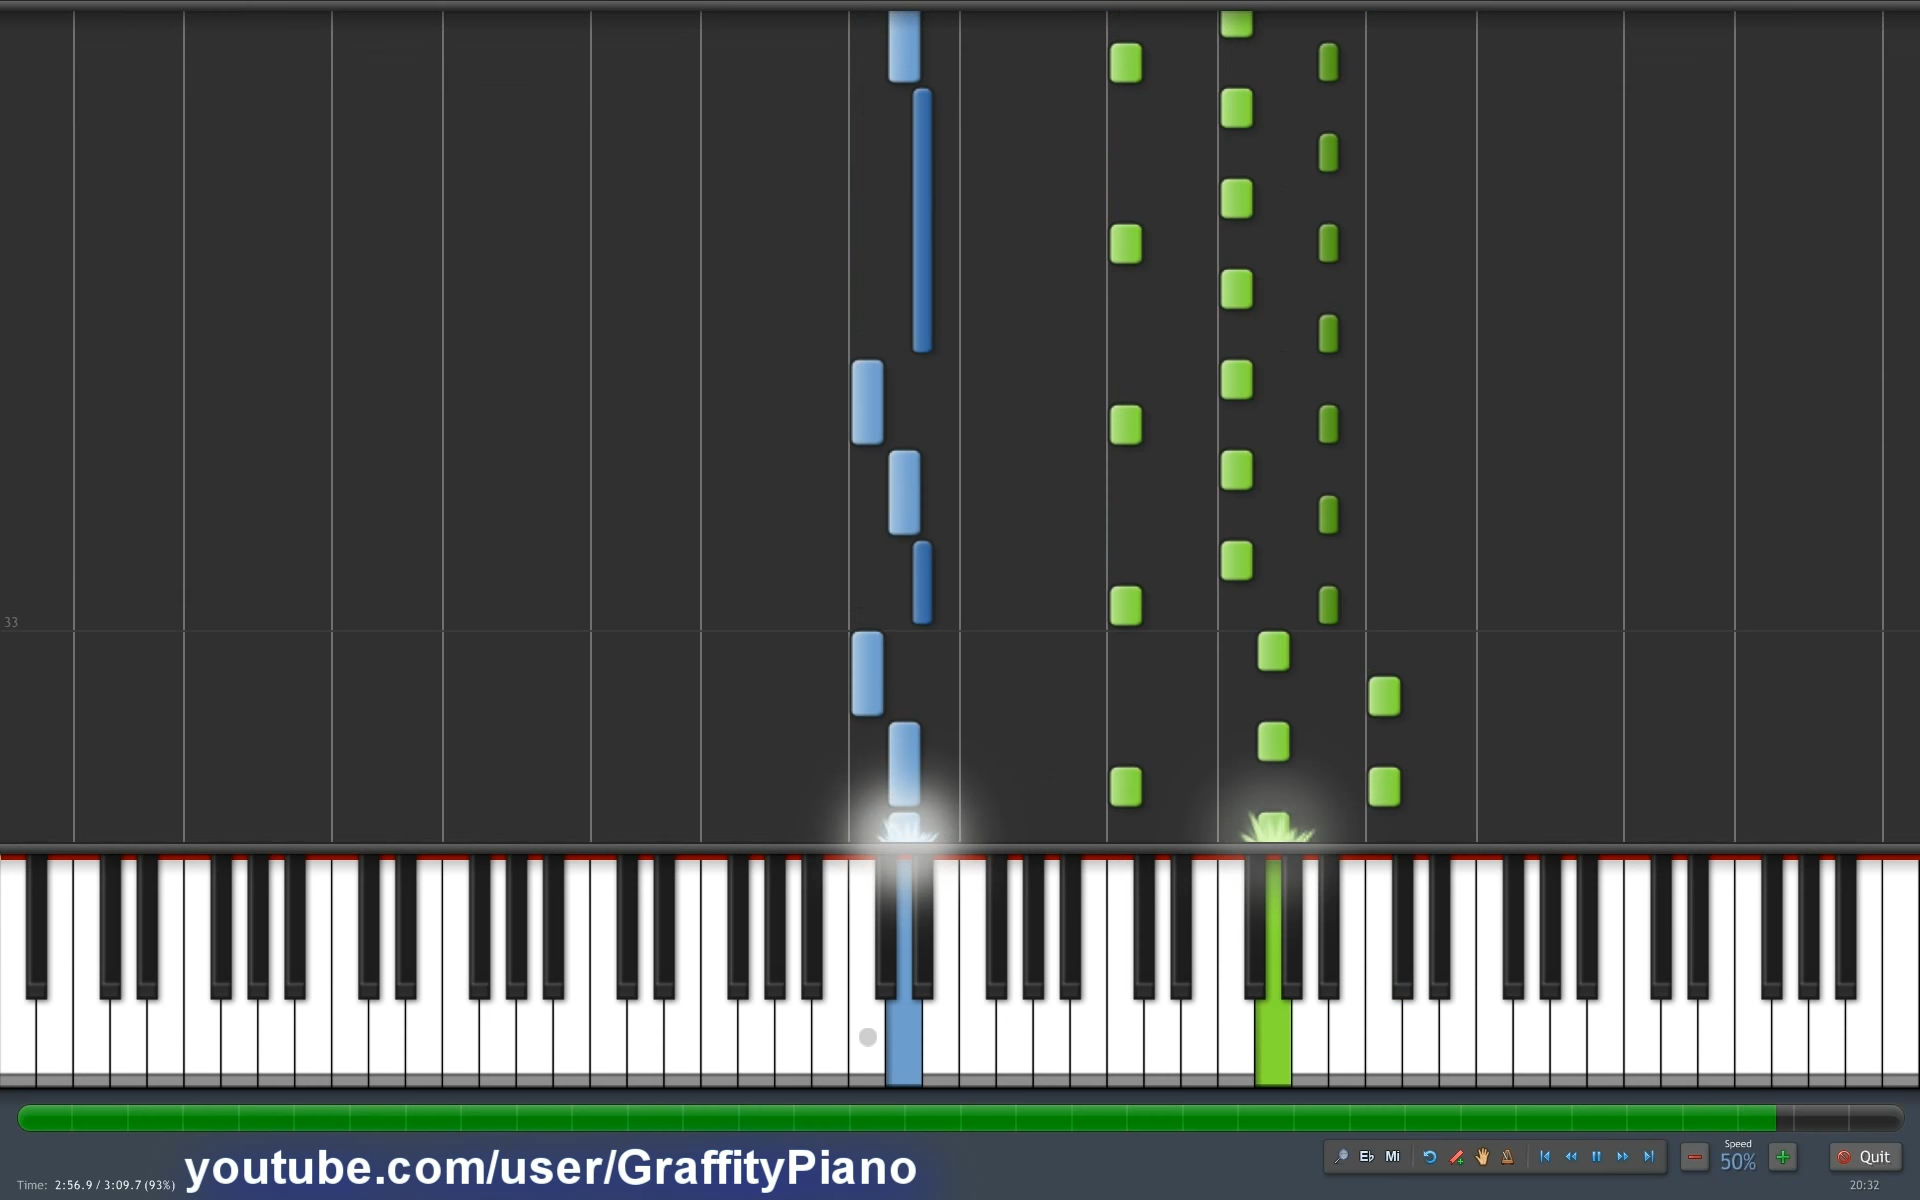 33
Speed
E♭ Mi 50% Quit
youtube.com/user/GraffityPiano
Time: 2:56.9 / 3:09.7 (93%)
20:32